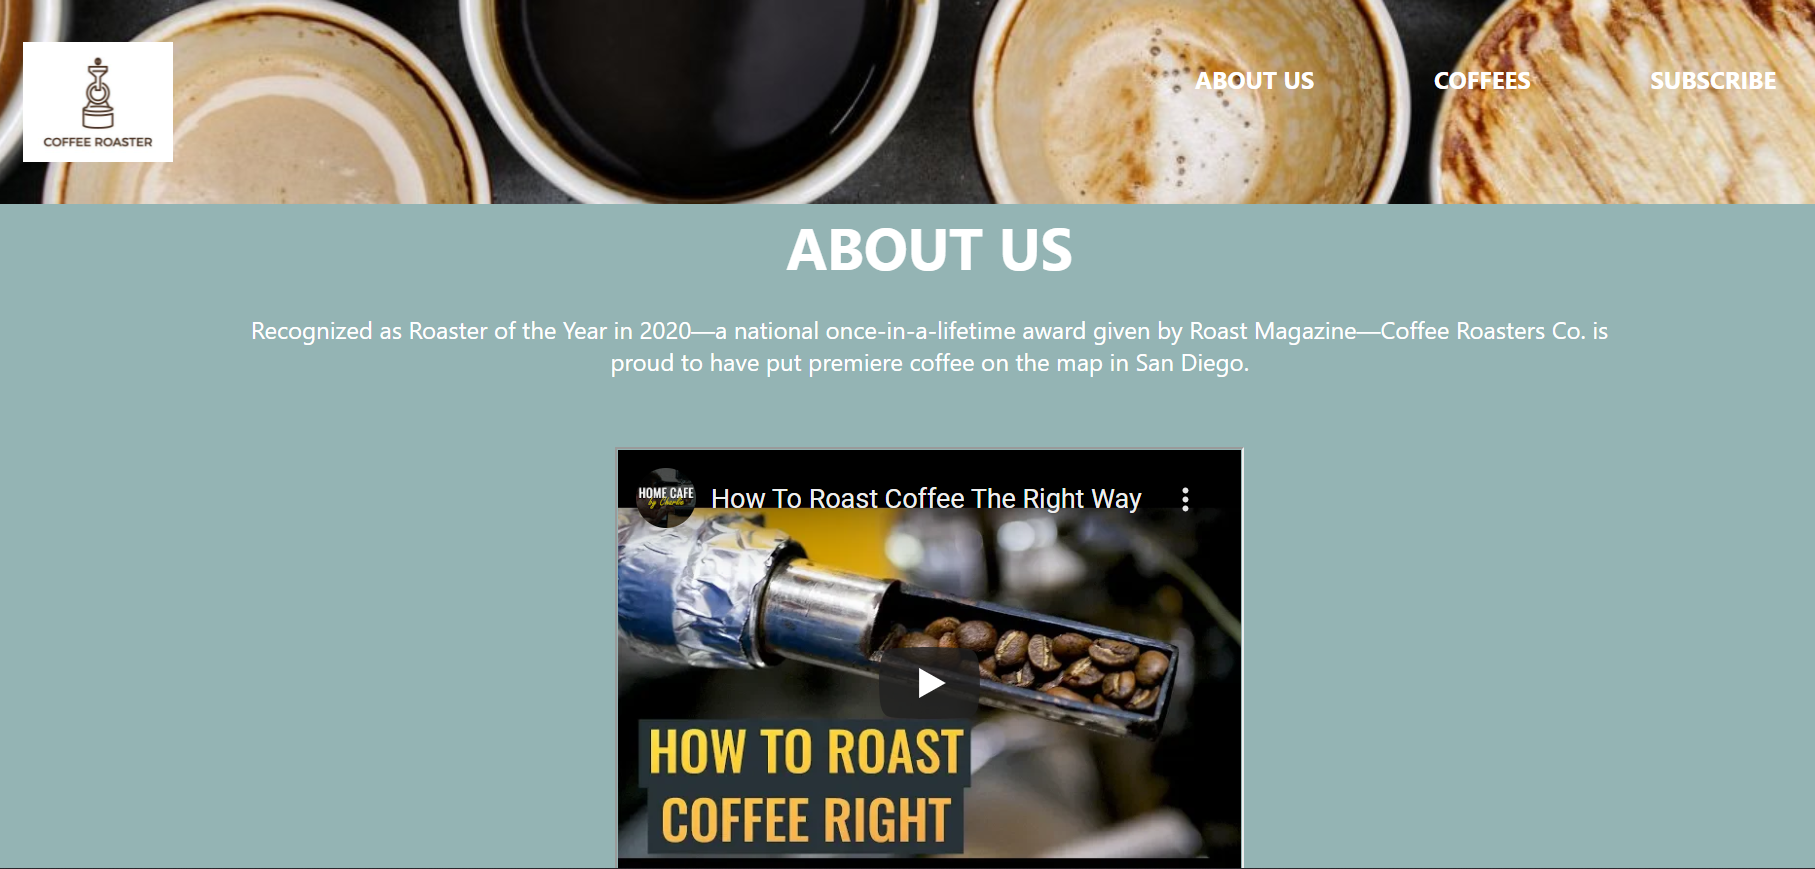 COFFEE ROASTER
ABOUT US
COFFEES
SUBSCRIBE
ABOUT US
Recognized as Roaster of the Year in 2020—a national once-in-a-lifetime award given by Roast Magazine—Coffee Roasters Co. is
proud to have put premiere coffee on the map in San Diego.
HOME CAFE
by Charlie
How To Roast Coffee The Right Way
HOW TO ROAST
COFFEE RIGHT